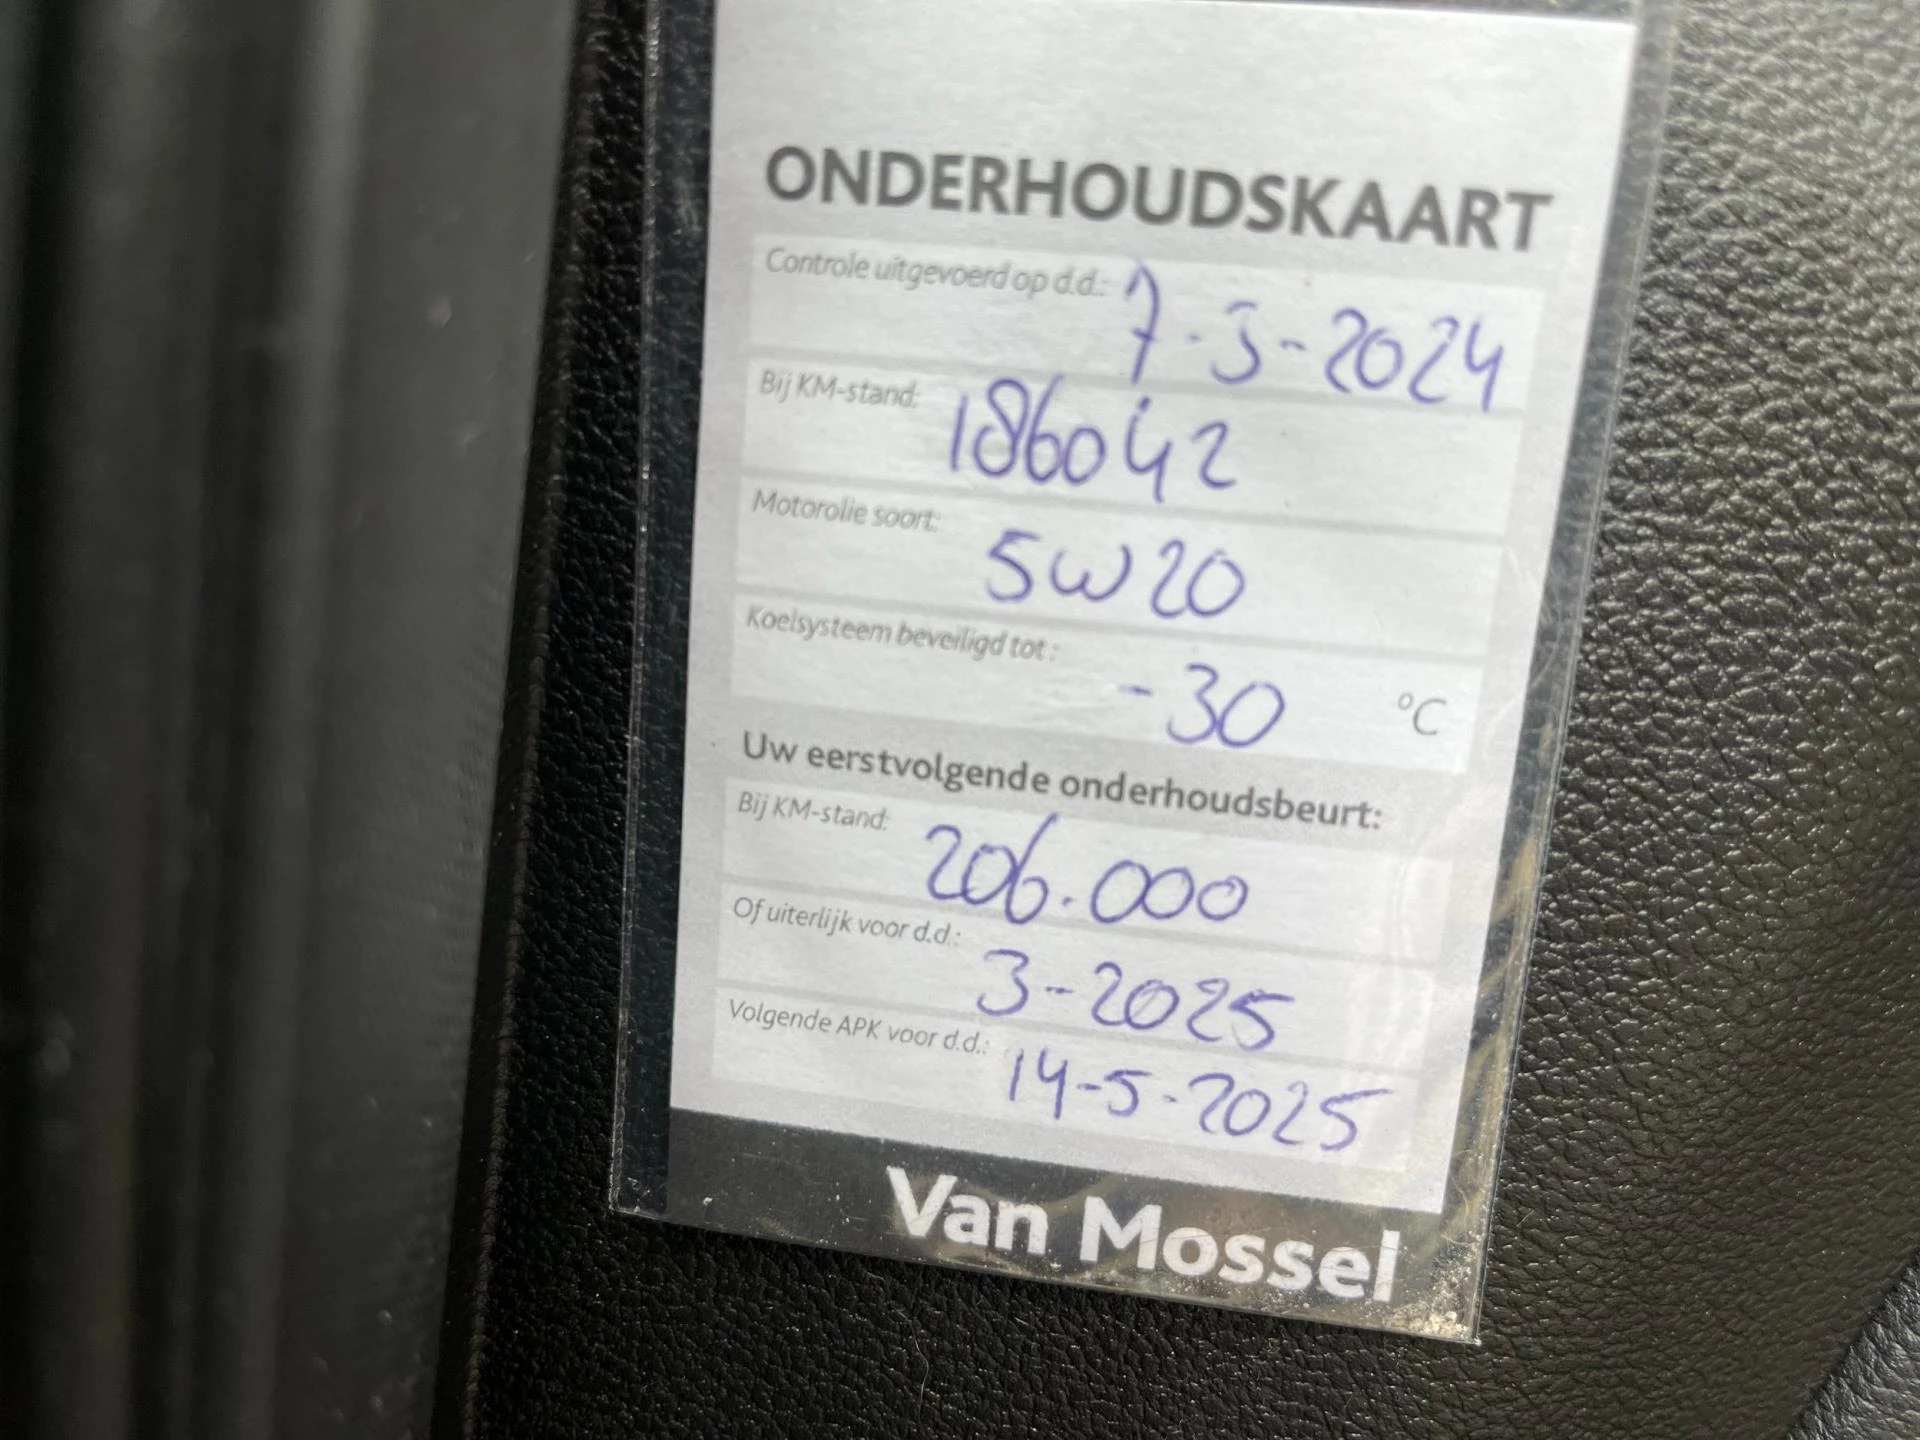 ONDERHOUDSKAART
Controle uitgevoerd op d.d.: 7-3-2024
Bij KM-stand: 186042
Motorolie soort: 5W20
Koelsysteem beveiligd tot : -30 °C
Uw eerstvolgende onderhoudsbeurt:
Bij KM-stand: 206.000
Of uiterlijk voor d.d.: 3-2025
Volgende APK voor d.d.: 14-5-2025
Van Mossel